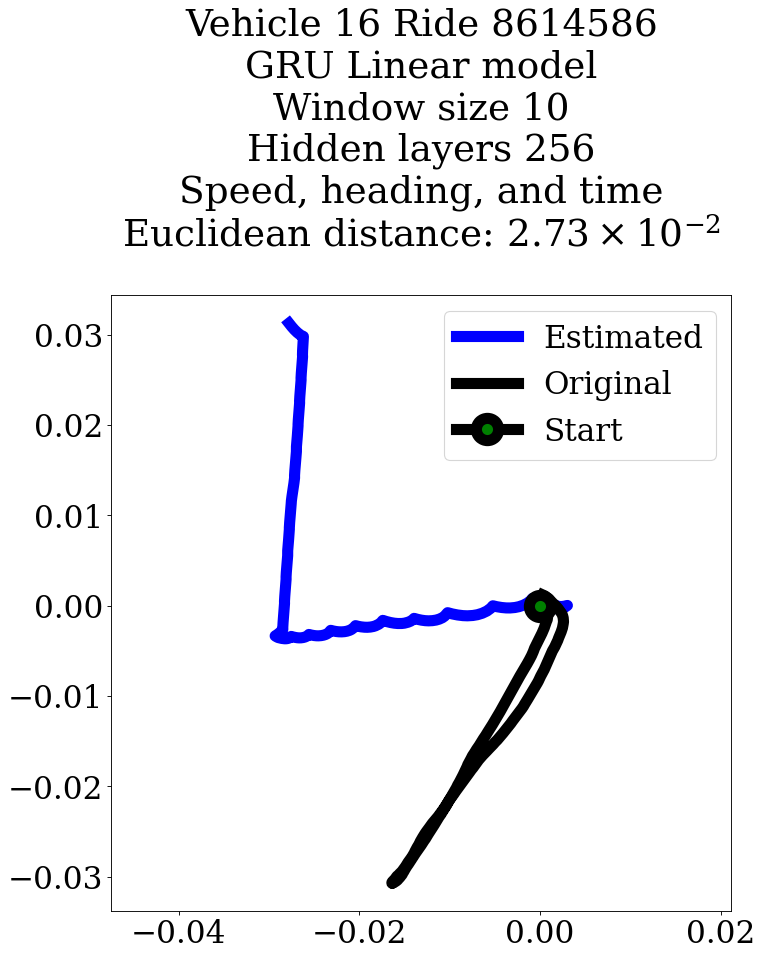 Vehicle 16 Ride 8614586
GRU Linear model
Window size 10
Hidden layers 256
Speed, heading, and time
Euclidean distance: 2.73 × 10⁻²
Estimated
Original
Start
0.03
0.02
0.01
0.00
−0.01
−0.02
−0.03
−0.04
−0.02
0.00
0.02